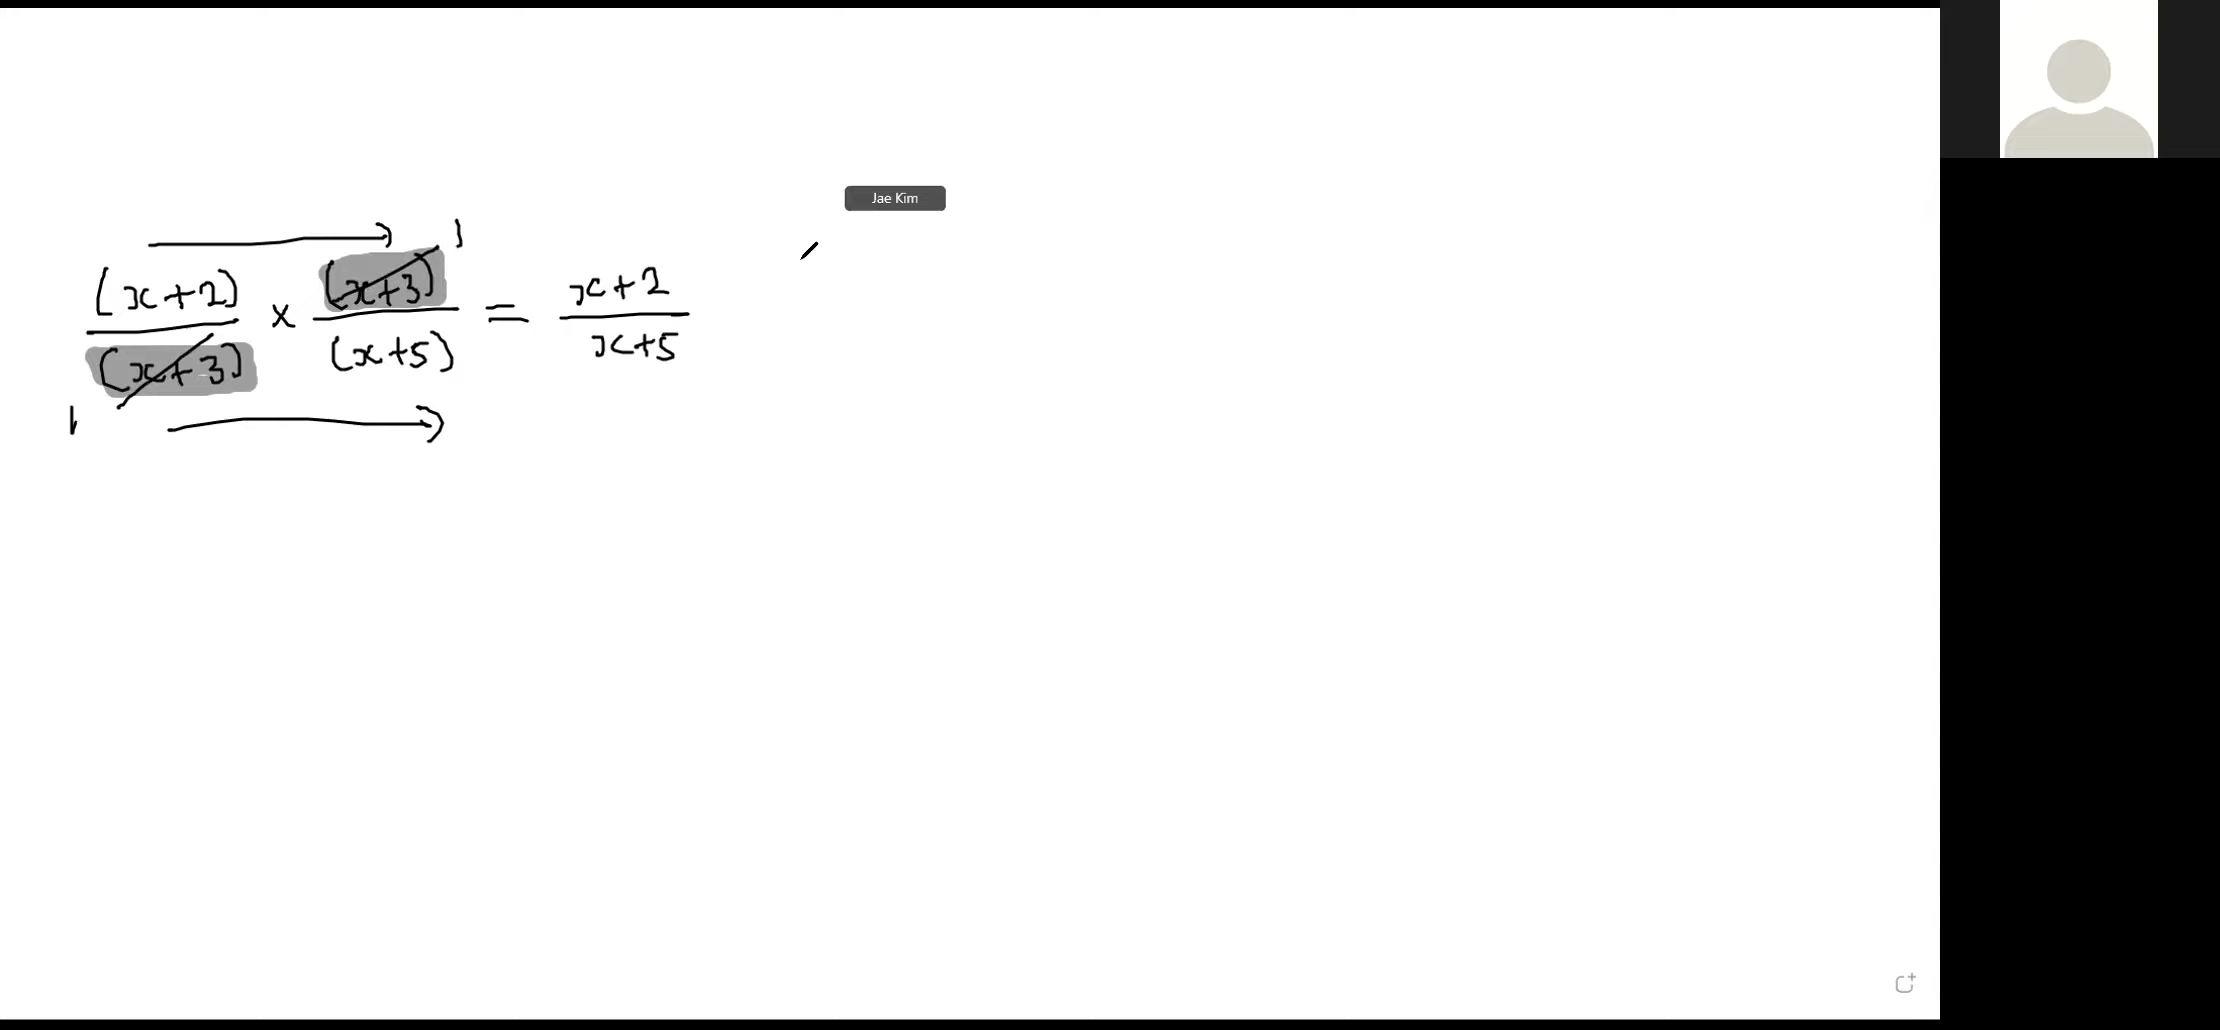 Jae Kim
1
(x+2) × (x+3) = x+2
(x+3) (x+5) x+5
1